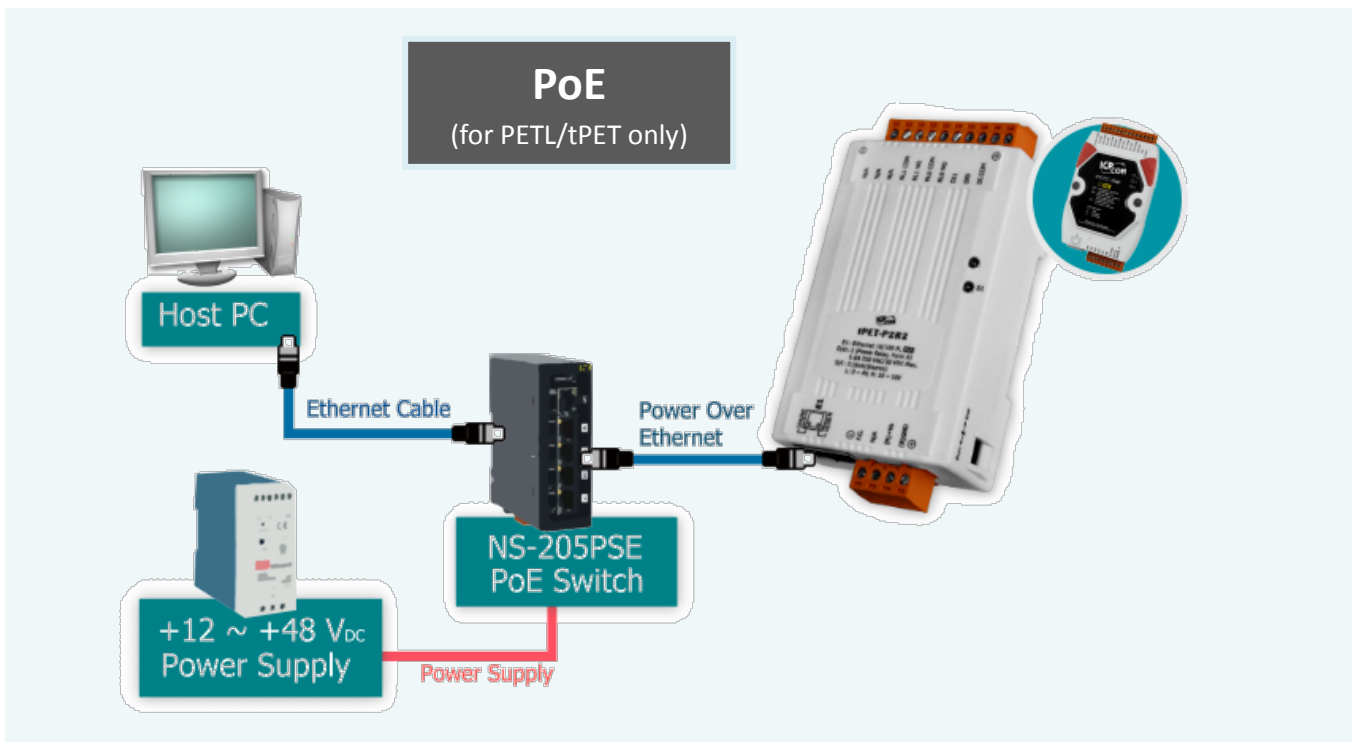 PoE
(for PETL/tPET only)
Host PC
Ethernet Cable
Power Over
Ethernet
NS-205PSE
PoE Switch
+12 ~ +48 VDC
Power Supply
Power Supply
tPET-P2R2
E1